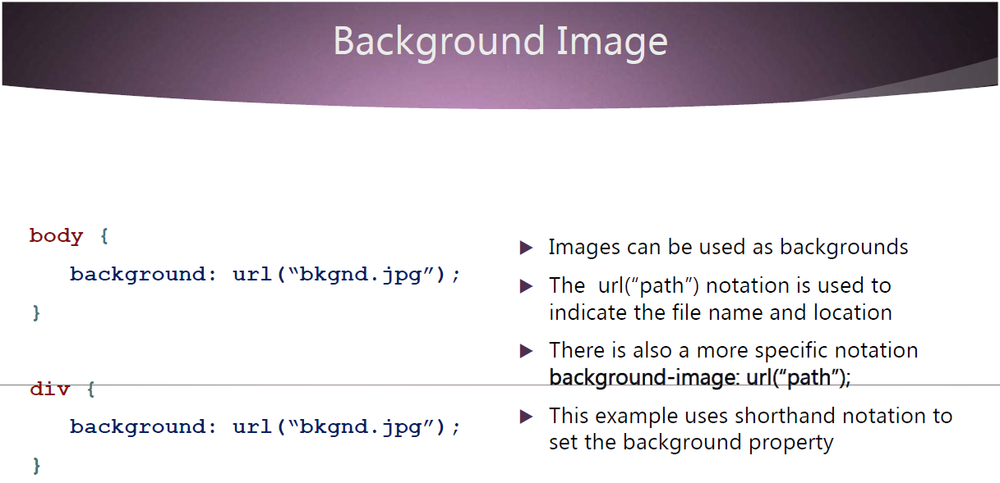 Background Image
body {
background: url(“bkgnd.jpg”);
}
div {
background: url(“bkgnd.jpg”);
}
▶ Images can be used as backgrounds
▶ The  url(“path”) notation is used to
indicate the file name and location
▶ There is also a more specific notation
background-image: url(“path”);
▶ This example uses shorthand notation to
set the background property